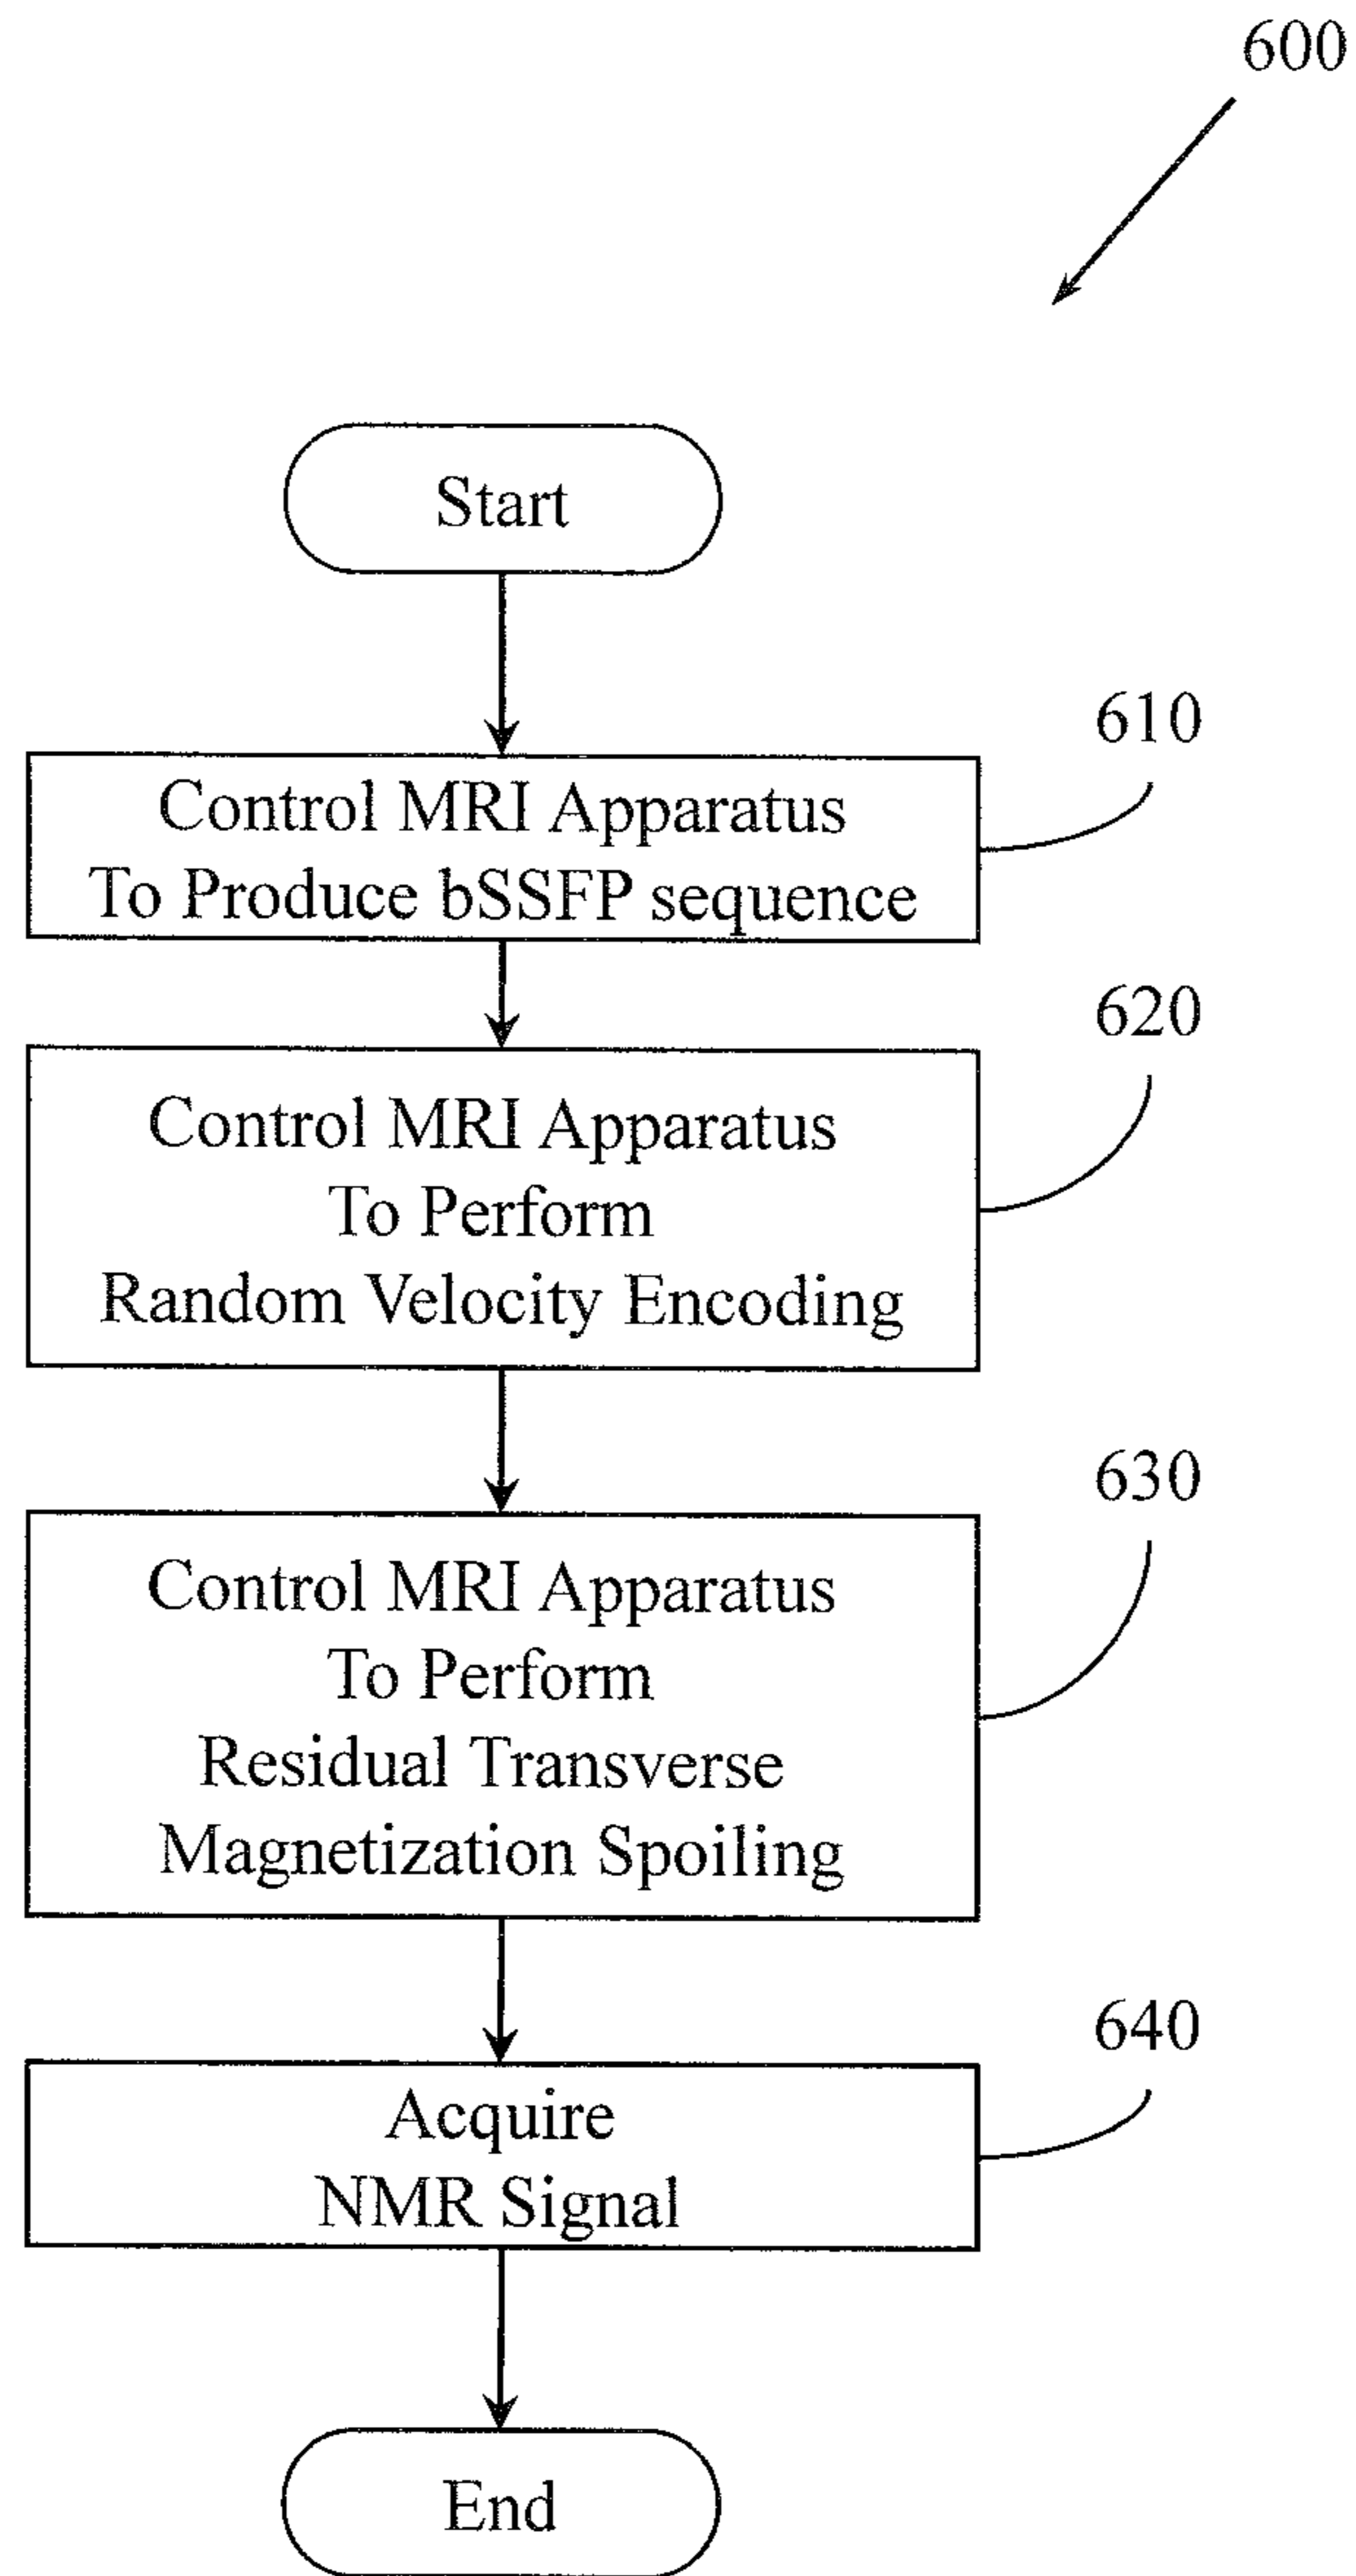 600
Start
610
Control MRI Apparatus
To Produce bSSFP sequence
620
Control MRI Apparatus
To Perform
Random Velocity Encoding
630
Control MRI Apparatus
To Perform
Residual Transverse
Magnetization Spoiling
640
Acquire
NMR Signal
End